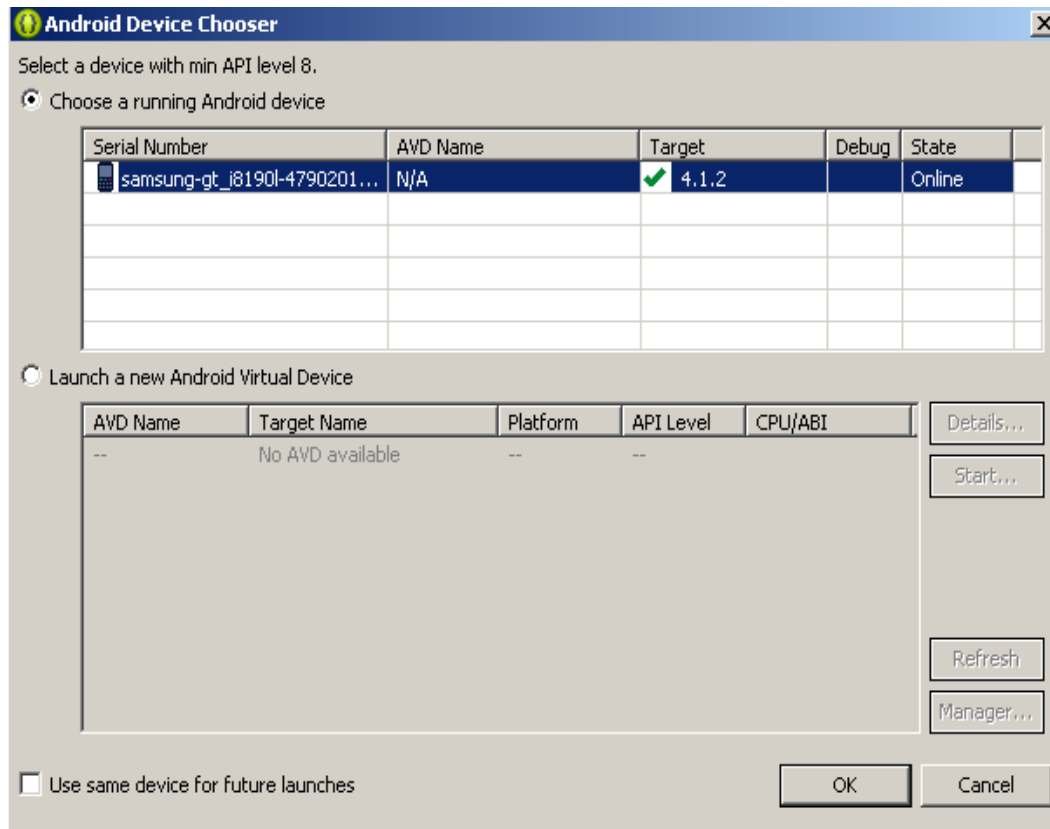 Android Device Chooser
Select a device with min API level 8.
Choose a running Android device
Serial Number AVD Name Target Debug State
samsung-gt_i8190l-4790201... N/A 4.1.2 Online
Launch a new Android Virtual Device
AVD Name Target Name Platform API Level CPU/ABI Details...
-- No AVD available -- --
Start...
Refresh
Manager...
Use same device for future launches OK Cancel